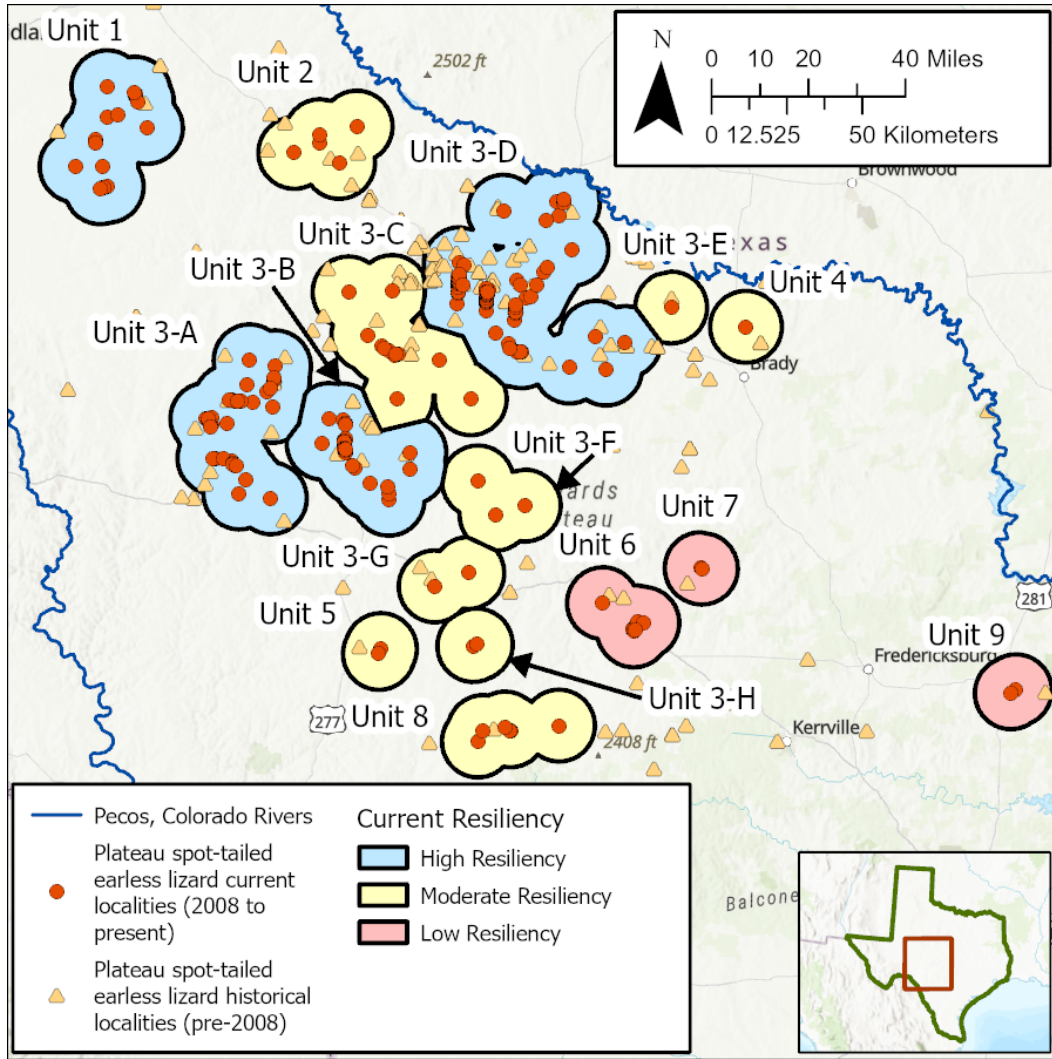 dla
Unit 1
Unit 2
2502 ft
N
0 10 20 40 Miles
0 12.525 50 Kilometers
Brownwood
Unit 3-D
Unit 3-C
Unit 3-B
Unit 3-E
exas
Unit 4
Unit 3-A
Brady
Unit 3-F
ards
teau
Unit 7
Unit 6
Unit 3-G
Unit 5
281
Unit 9
Fredericksburg
Unit 3-H
277
Unit 8
Kerrville
2408 ft
Pecos, Colorado Rivers
Plateau spot-tailed
earless lizard current
localities (2008 to
present)
Plateau spot-tailed
earless lizard historical
localities (pre-2008)
Current Resiliency
High Resiliency
Moderate Resiliency
Low Resiliency
Balcone